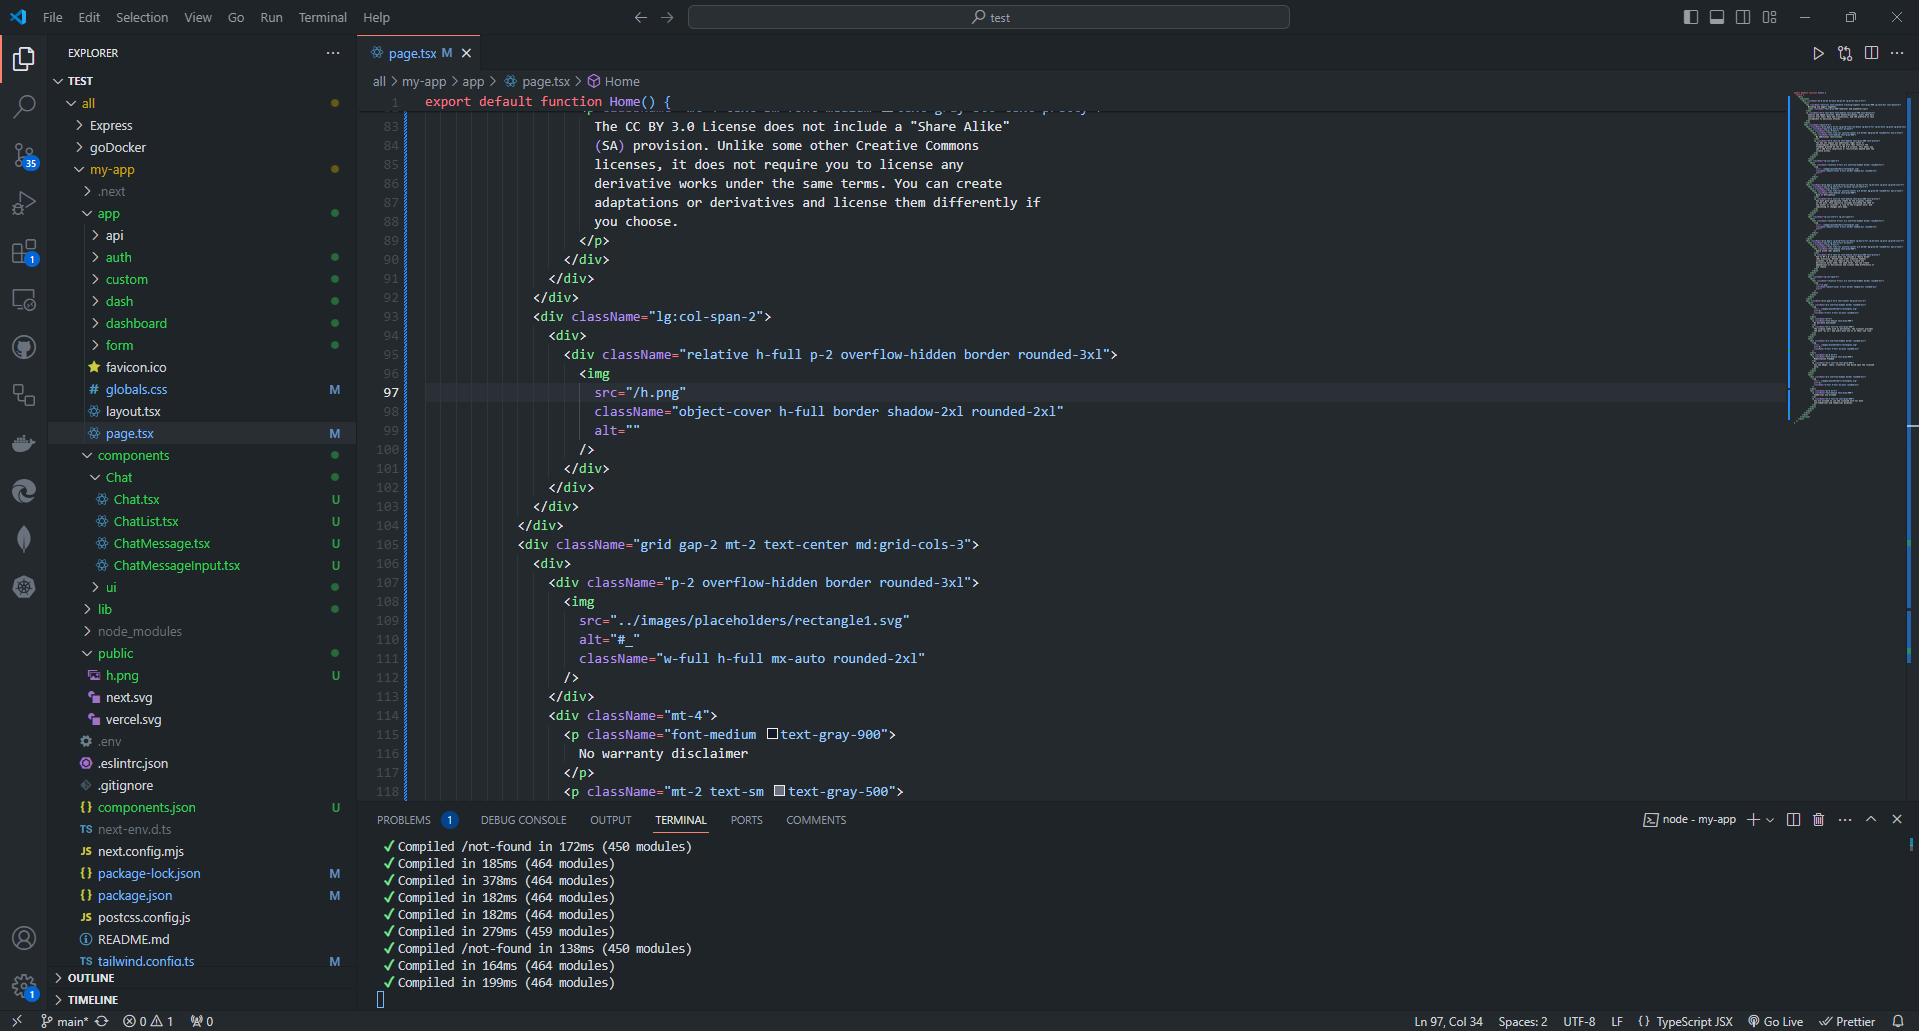 File Edit Selection View Go Run Terminal Help
test
EXPLORER
TEST
all
Express
goDocker
my-app
.next
app
api
auth
custom
dash
dashboard
form
favicon.ico
# globals.css M
layout.tsx
page.tsx M
components
Chat
Chat.tsx U
ChatList.tsx U
ChatMessage.tsx U
ChatMessageInput.tsx U
ui
lib
node_modules
public
h.png U
next.svg
vercel.svg
.env
.eslintrc.json
.gitignore
{} components.json U
TS next-env.d.ts
JS next.config.mjs
{} package-lock.json M
{} package.json M
JS postcss.config.js
README.md
TS tailwind.config.ts M
OUTLINE
TIMELINE
35
1
1
page.tsx M
all > my-app > app > page.tsx > Home
1 export default function Home() {
83 The CC BY 3.0 License does not include a "Share Alike"
84 (SA) provision. Unlike some other Creative Commons
85 licenses, it does not require you to license any
86 derivative works under the same terms. You can create
87 adaptations or derivatives and license them differently if
88 you choose.
89 </p>
90 </div>
91 </div>
92 </div>
93 <div className="lg:col-span-2">
94 <div>
95 <div className="relative h-full p-2 overflow-hidden border rounded-3xl">
96 <img
97 src="/h.png"
98 className="object-cover h-full border shadow-2xl rounded-2xl"
99 alt=""
100 />
101 </div>
102 </div>
103 </div>
104 </div>
105 <div className="grid gap-2 mt-2 text-center md:grid-cols-3">
106 <div>
107 <div className="p-2 overflow-hidden border rounded-3xl">
108 <img
109 src="../images/placeholders/rectangle1.svg"
110 alt="#_"
111 className="w-full h-full mx-auto rounded-2xl"
112 />
113 </div>
114 <div className="mt-4">
115 <p className="font-medium text-gray-900">
116 No warranty disclaimer
117 </p>
118 <p className="mt-2 text-sm text-gray-500">
PROBLEMS 1 DEBUG CONSOLE OUTPUT TERMINAL PORTS COMMENTS
node - my-app
✓ Compiled /not-found in 172ms (450 modules)
✓ Compiled in 185ms (464 modules)
✓ Compiled in 378ms (464 modules)
✓ Compiled in 182ms (464 modules)
✓ Compiled in 182ms (464 modules)
✓ Compiled in 279ms (459 modules)
✓ Compiled /not-found in 138ms (450 modules)
✓ Compiled in 164ms (464 modules)
✓ Compiled in 199ms (464 modules)
main* 0 1 0
Ln 97, Col 34 Spaces: 2 UTF-8 LF {} TypeScript JSX Go Live Prettier